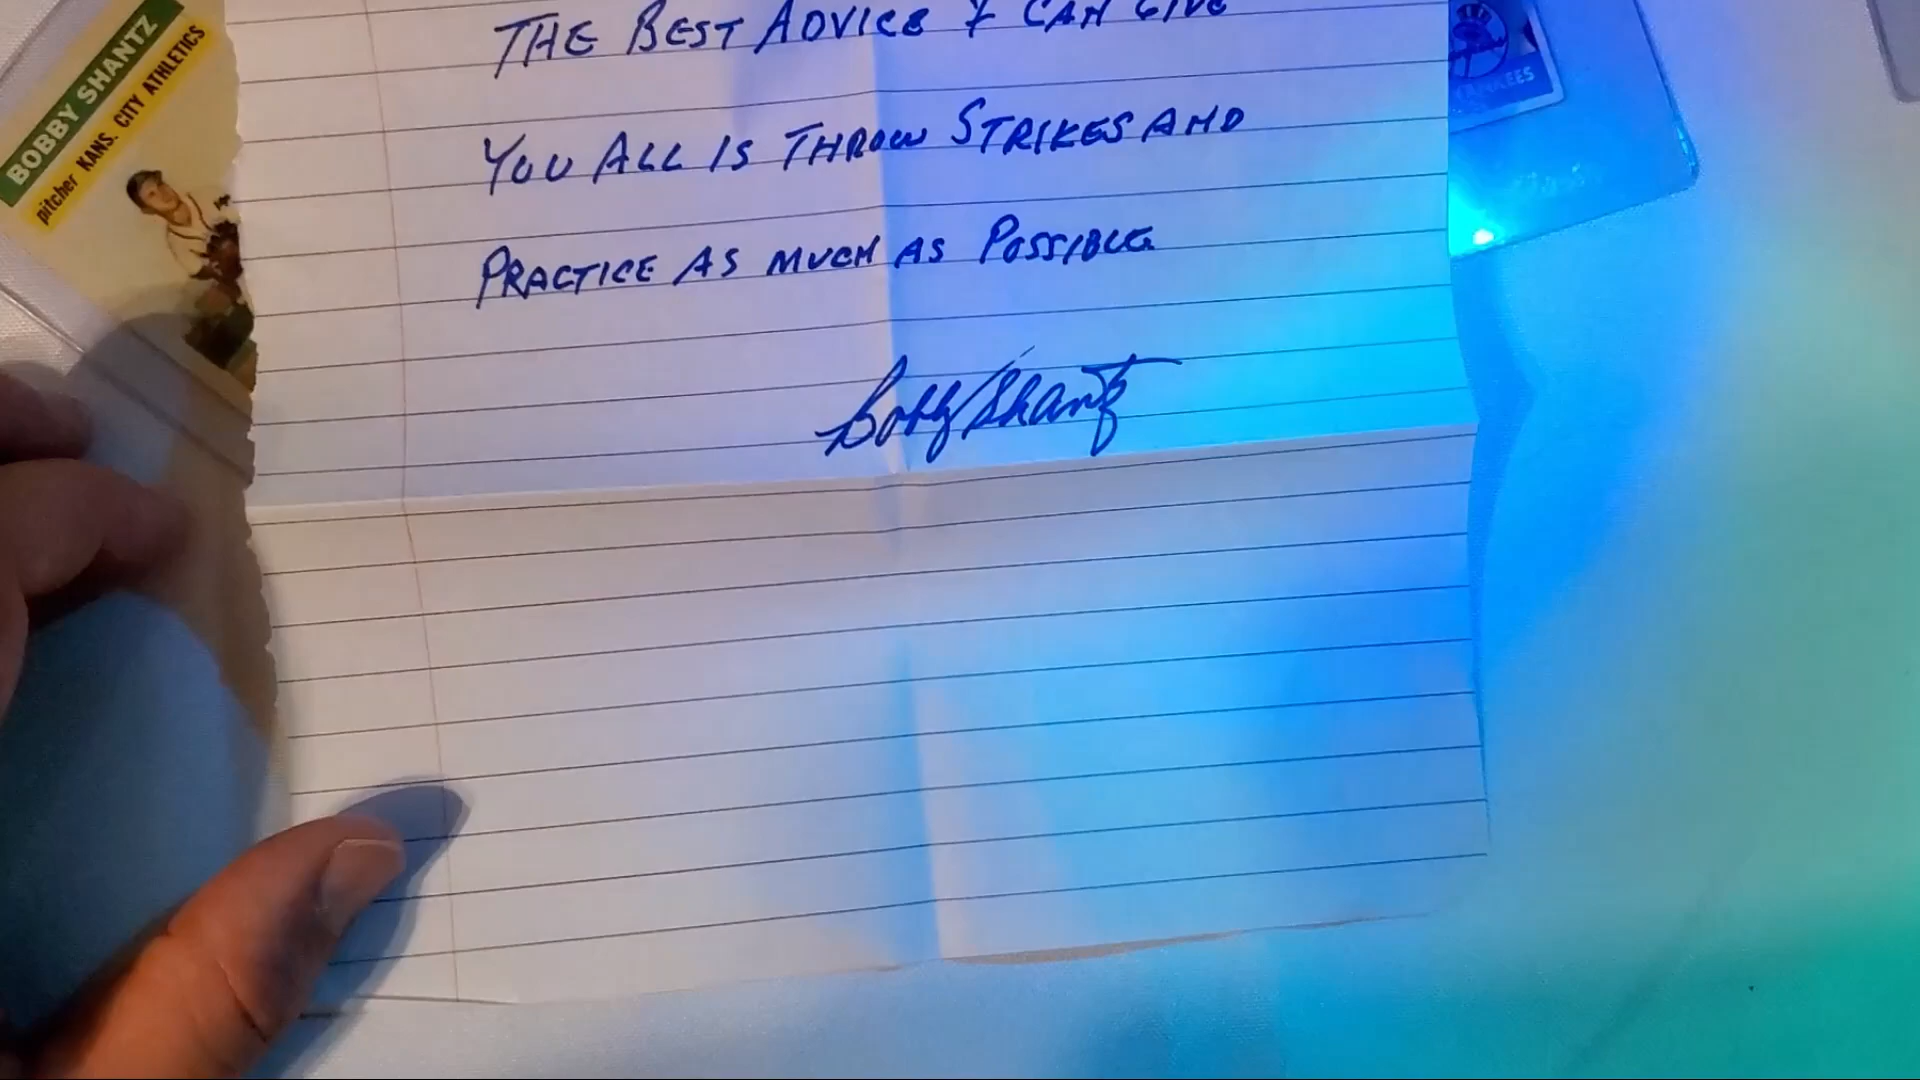 BOBBY SHANTZ
pitcher KANS. CITY ATHLETICS
THE BEST ADVICE I CAN GIVE
YOU ALL IS THROW STRIKES AND
PRACTICE AS MUCH AS POSSIBLE
Bobby Shantz
YANKEES